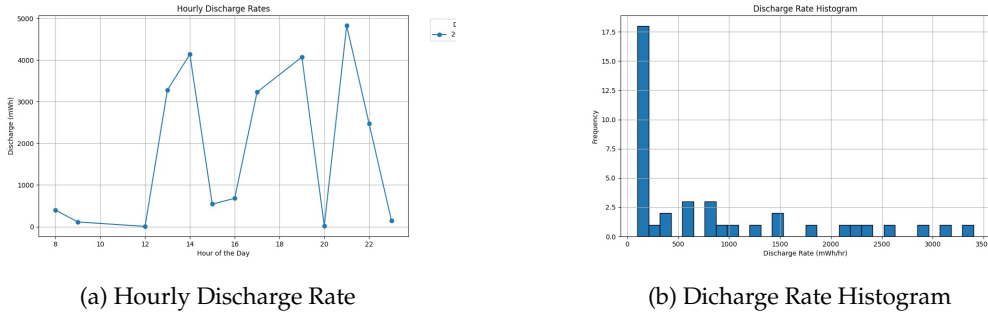 Hourly Discharge Rates
5000
4000
3000
2000
1000
0
Discharge (mWh)
8 10 12 14 16 18 20 22
Hour of the Day
D
2
Discharge Rate Histogram
17.5
15.0
12.5
10.0
7.5
5.0
2.5
0.0
Frequency
0 500 1000 1500 2000 2500 3000 350
Discharge Rate (mWh/hr)
(a) Hourly Discharge Rate
(b) Dicharge Rate Histogram